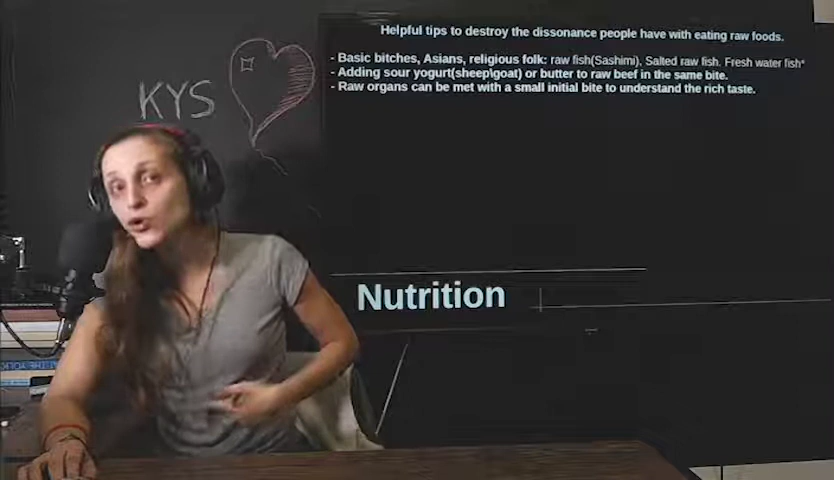 Helpful tips to destroy the dissonance people have with eating raw foods.
- Basic bitches, Asians, religious folk: raw fish(Sashimi), Salted raw fish. Fresh water fish*
- Adding sour yogurt(sheep\goat) or butter to raw beef in the same bite.
- Raw organs can be met with a small initial bite to understand the rich taste.
KYS
Nutrition